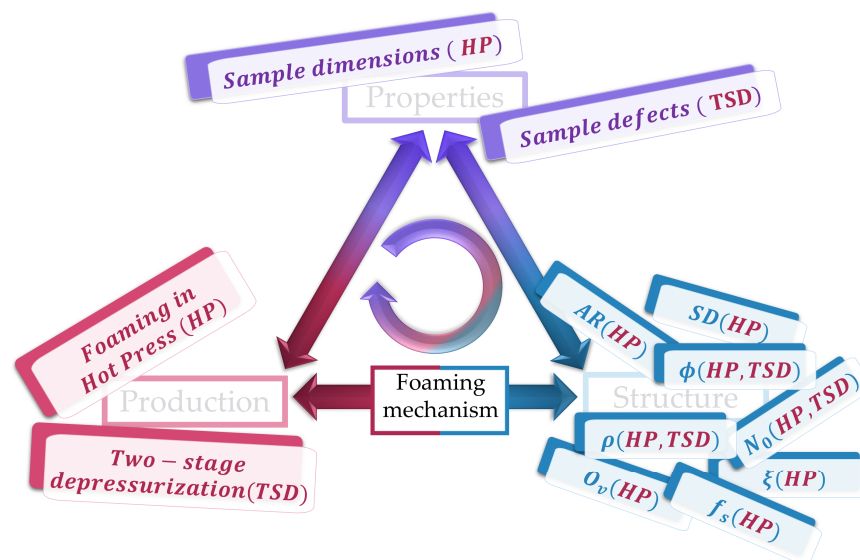 Sample dimensions ( HP)
Properties
Sample defects ( TSD)
Foaming in
Hot Press (HP)
Production
Two − stage
depressurization(TSD)
Foaming
mechanism
AR(HP)
SD(HP)
ϕ(HP,TSD)
Structure
N₀(HP,TSD)
ρ(HP,TSD)
ξ(HP)
Oᵥ(HP)
fₛ(HP)